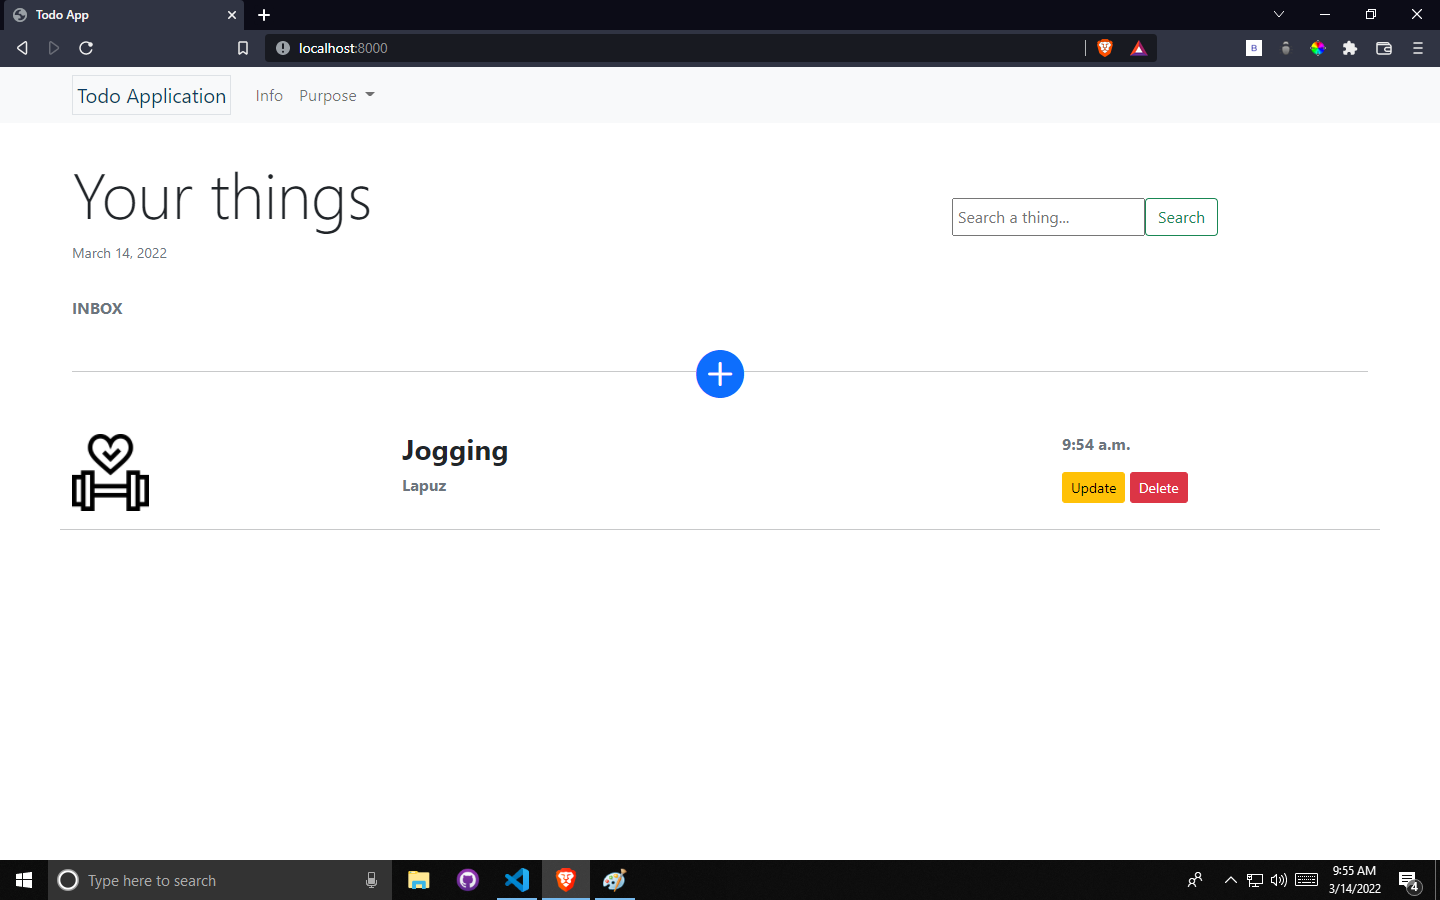 Todo App
localhost:8000
B
Todo Application
Info
Purpose
Your things
March 14, 2022
Search a thing...
Search
INBOX
Jogging
Lapuz
9:54 a.m.
Update
Delete
Type here to search
9:55 AM
3/14/2022
4